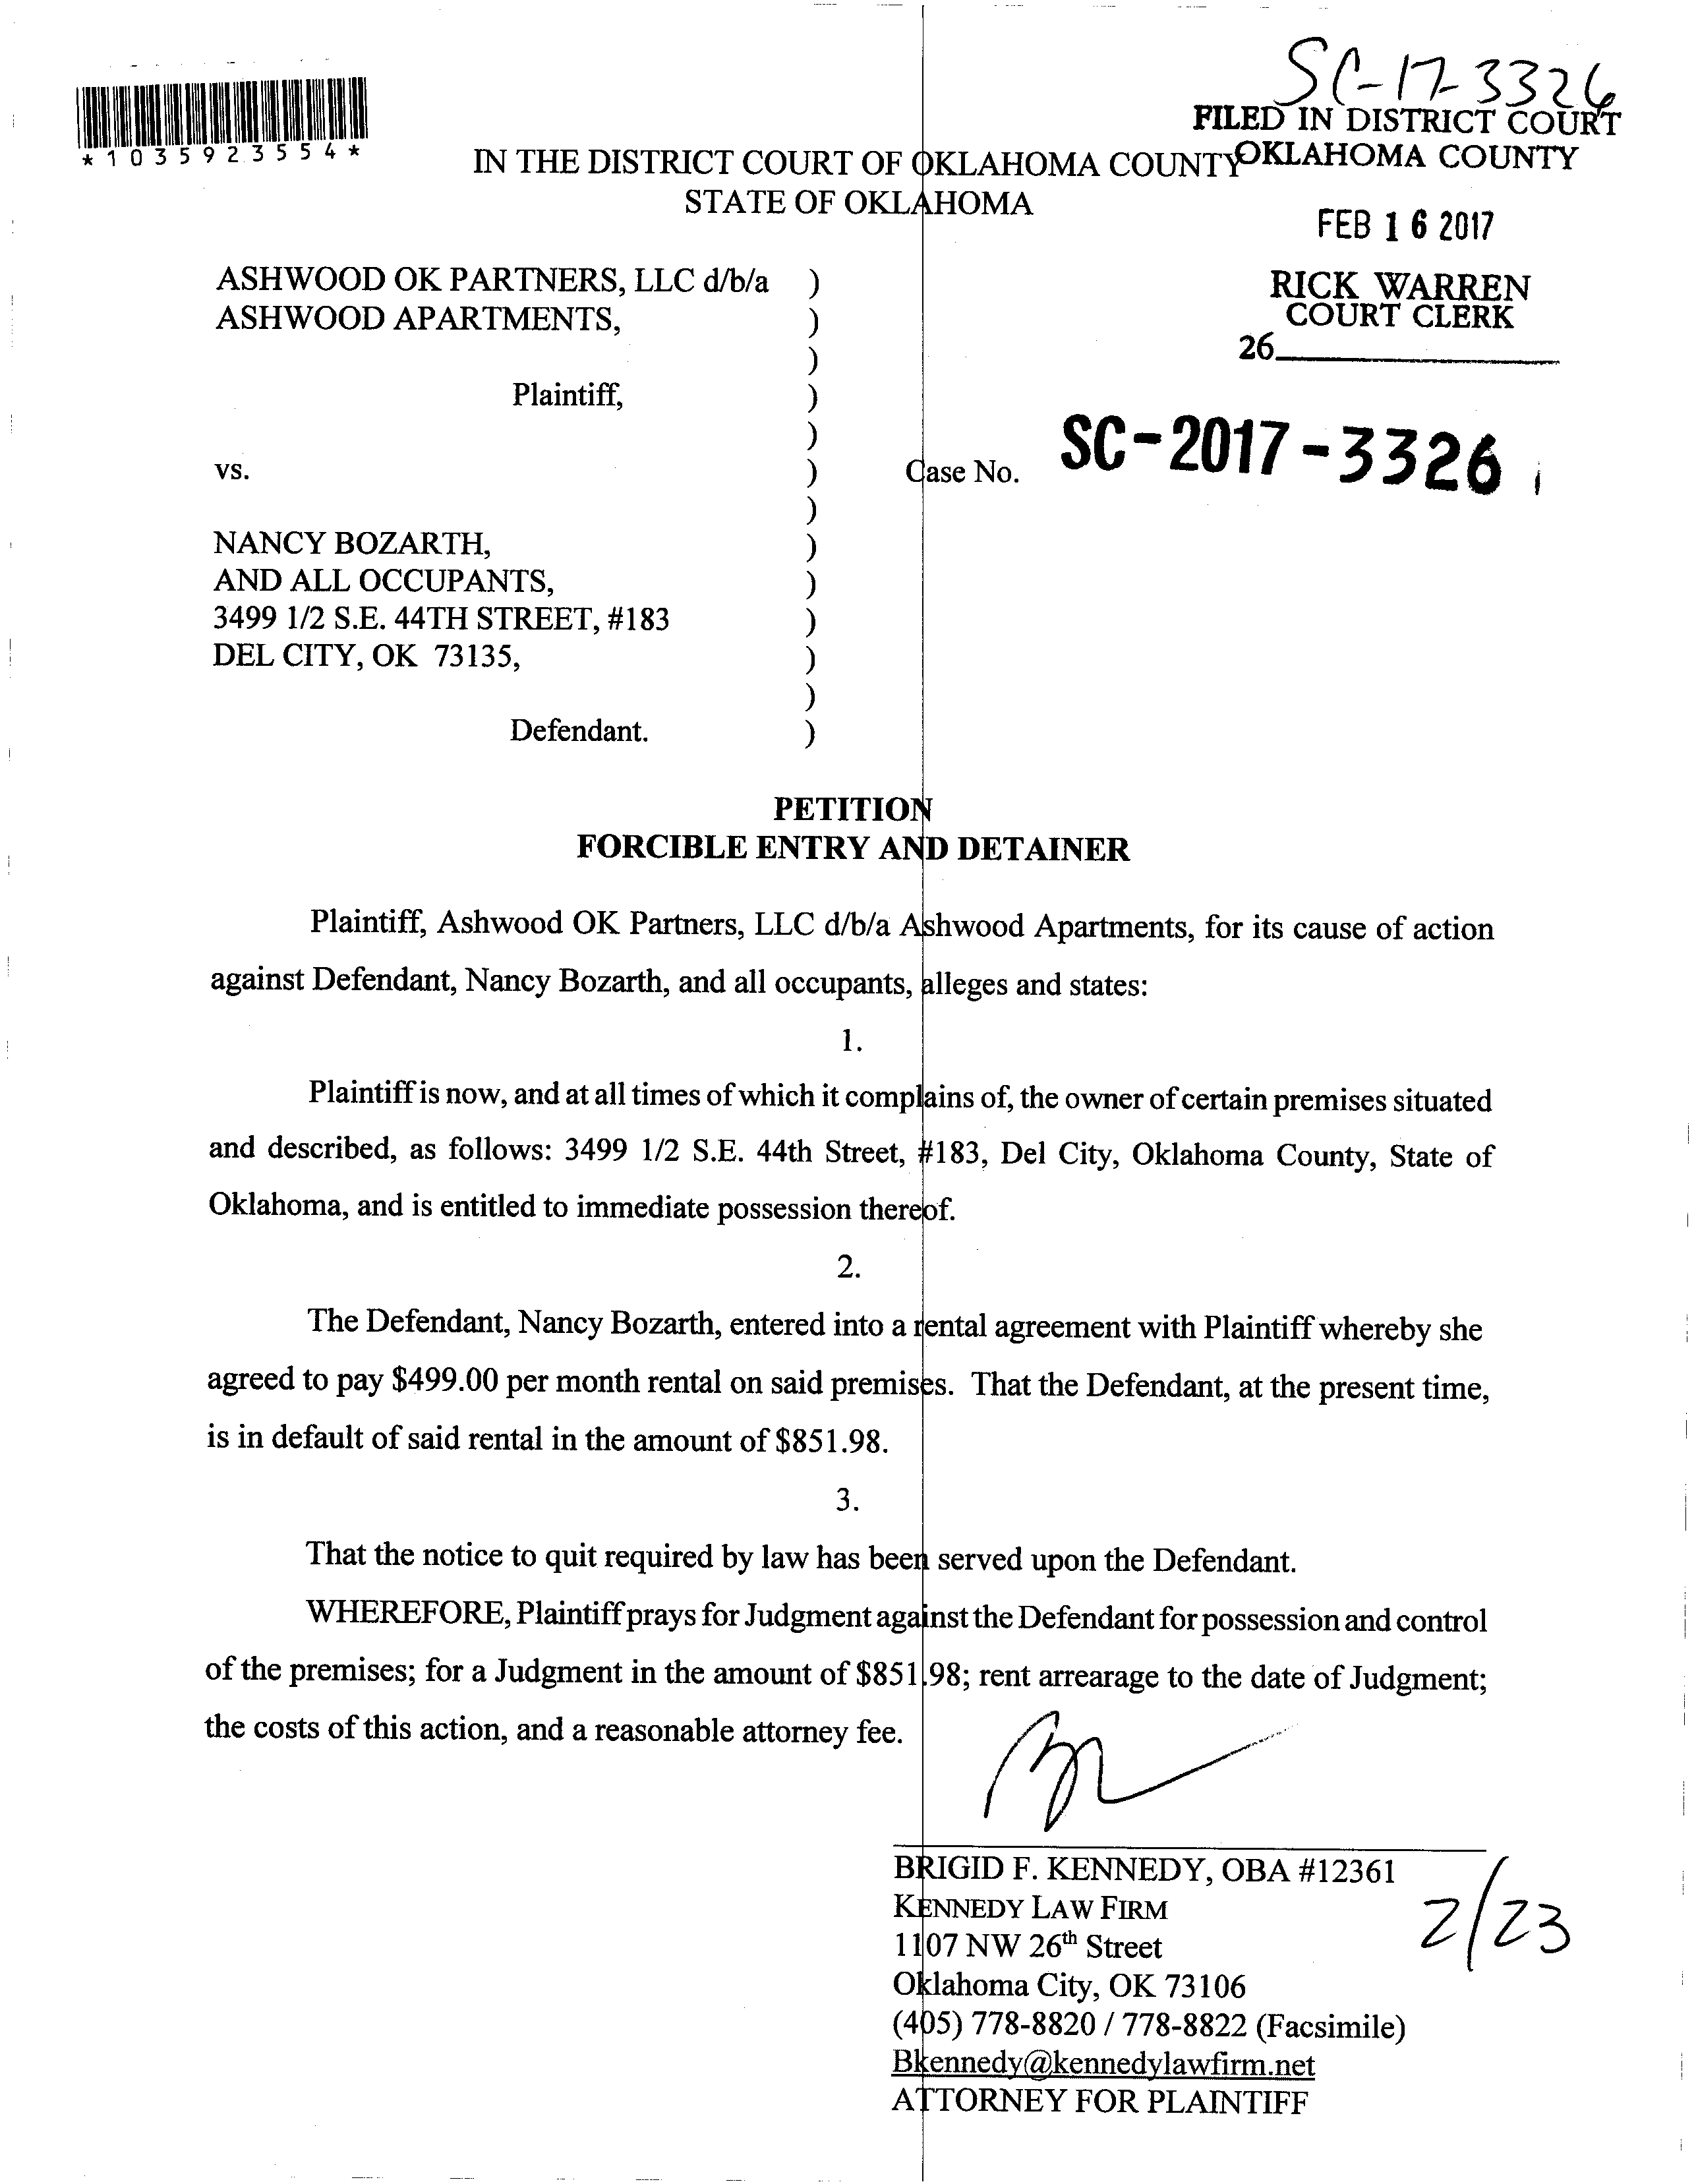 SC-17-3326
FILED IN DISTRICT COURT
OKLAHOMA COUNTY
*1035923554*
IN THE DISTRICT COURT OF OKLAHOMA COUNTY
STATE OF OKLAHOMA
FEB 16 2017
RICK WARREN
COURT CLERK
26
ASHWOOD OK PARTNERS, LLC d/b/a )
ASHWOOD APARTMENTS, )
)
Plaintiff, )
)
vs. ) Case No. SC-2017-3326
)
NANCY BOZARTH, )
AND ALL OCCUPANTS, )
3499 1/2 S.E. 44TH STREET, #183 )
DEL CITY, OK 73135, )
)
Defendant. )
PETITION
FORCIBLE ENTRY AND DETAINER
Plaintiff, Ashwood OK Partners, LLC d/b/a Ashwood Apartments, for its cause of action
against Defendant, Nancy Bozarth, and all occupants, alleges and states:
1.
Plaintiff is now, and at all times of which it complains of, the owner of certain premises situated
and described, as follows: 3499 1/2 S.E. 44th Street, #183, Del City, Oklahoma County, State of
Oklahoma, and is entitled to immediate possession thereof.
2.
The Defendant, Nancy Bozarth, entered into a rental agreement with Plaintiff whereby she
agreed to pay $499.00 per month rental on said premises. That the Defendant, at the present time,
is in default of said rental in the amount of $851.98.
3.
That the notice to quit required by law has been served upon the Defendant.
WHEREFORE, Plaintiff prays for Judgment against the Defendant for possession and control
of the premises; for a Judgment in the amount of $851.98; rent arrearage to the date of Judgment;
the costs of this action, and a reasonable attorney fee.
BRIGID F. KENNEDY, OBA #12361
KENNEDY LAW FIRM
1107 NW 26th Street
Oklahoma City, OK 73106
(405) 778-8820 / 778-8822 (Facsimile)
Bkennedy@kennedylawfirm.net
ATTORNEY FOR PLAINTIFF
2/23